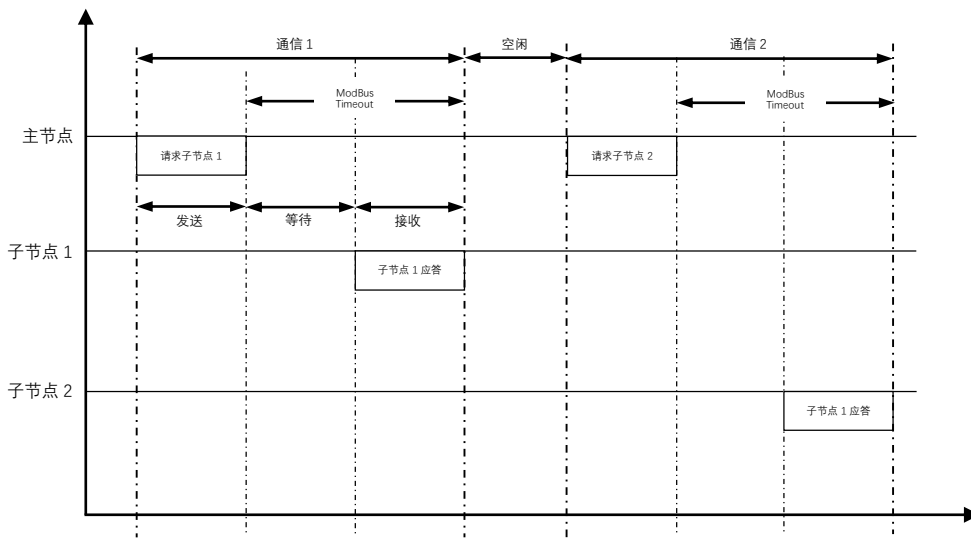 通信 1
空闲
通信 2
ModBus
Timeout
ModBus
Timeout
主节点
请求子节点 1
请求子节点 2
发送
等待
接收
子节点 1
子节点 1 应答
子节点 2
子节点 1 应答